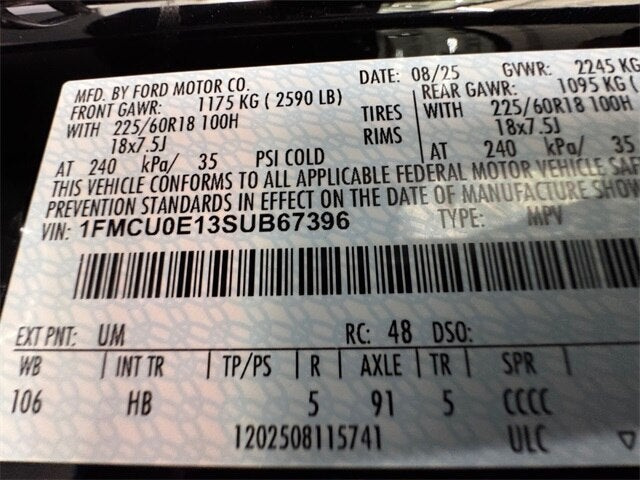 MFD. BY FORD MOTOR CO.
DATE: 08/25 GVWR: 2245 KG
FRONT GAWR: 1175 KG ( 2590 LB)
REAR GAWR: 1095 KG (
WITH 225/60R18 100H TIRES WITH 225/60R18 100H
18x7.5J RIMS 18x7.5J
AT 240 kPa/ 35 PSI COLD AT 240 kPa/ 35
THIS VEHICLE CONFORMS TO ALL APPLICABLE FEDERAL MOTOR VEHICLE SAF
PREVENTION STANDARDS IN EFFECT ON THE DATE OF MANUFACTURE SHOW
VIN: 1FMCU0E13SUB67396 TYPE: MPV
EXT PNT: UM RC: 48 DSO:
WB | INT TR | TP/PS | R | AXLE | TR | SPR |
106 HB 5 91 5 CCCC
1202508115741 ULC